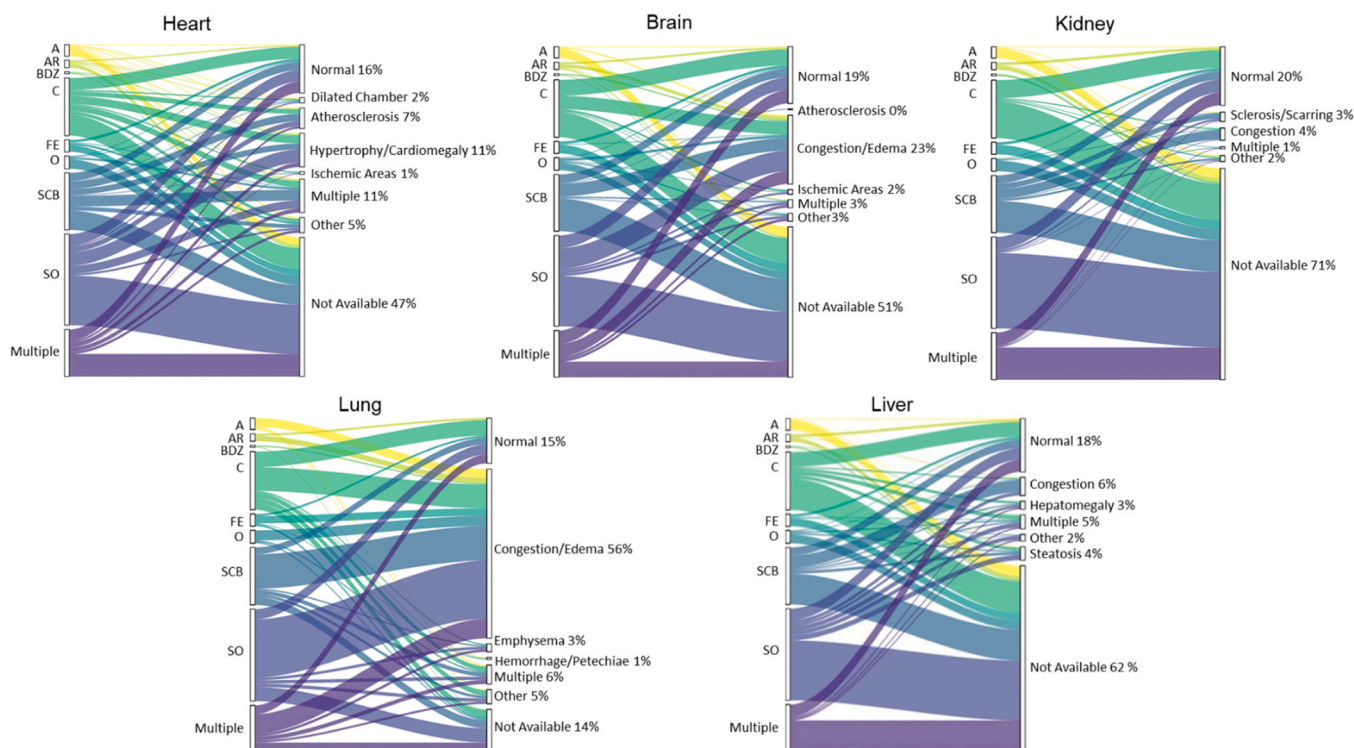 Heart
A
AR
BDZ
C
FE
O
SCB
SO
Multiple
Normal 16%
Dilated Chamber 2%
Atherosclerosis 7%
Hypertrophy/Cardiomegaly 11%
Ischemic Areas 1%
Multiple 11%
Other 5%
Not Available 47%
Brain
A
AR
BDZ
C
FE
O
SCB
SO
Multiple
Normal 19%
Atherosclerosis 0%
Congestion/Edema 23%
Ischemic Areas 2%
Multiple 3%
Other3%
Not Available 51%
Kidney
A
AR
BDZ
C
FE
O
SCB
SO
Multiple
Normal 20%
Sclerosis/Scarring 3%
Congestion 4%
Multiple 1%
Other 2%
Not Available 71%
Lung
A
AR
BDZ
C
FE
O
SCB
SO
Multiple
Normal 15%
Congestion/Edema 56%
Emphysema 3%
Hemorrhage/Petechiae 1%
Multiple 6%
Other 5%
Not Available 14%
Liver
A
AR
BDZ
C
FE
O
SCB
SO
Multiple
Normal 18%
Congestion 6%
Hepatomegaly 3%
Multiple 5%
Other 2%
Steatosis 4%
Not Available 62 %